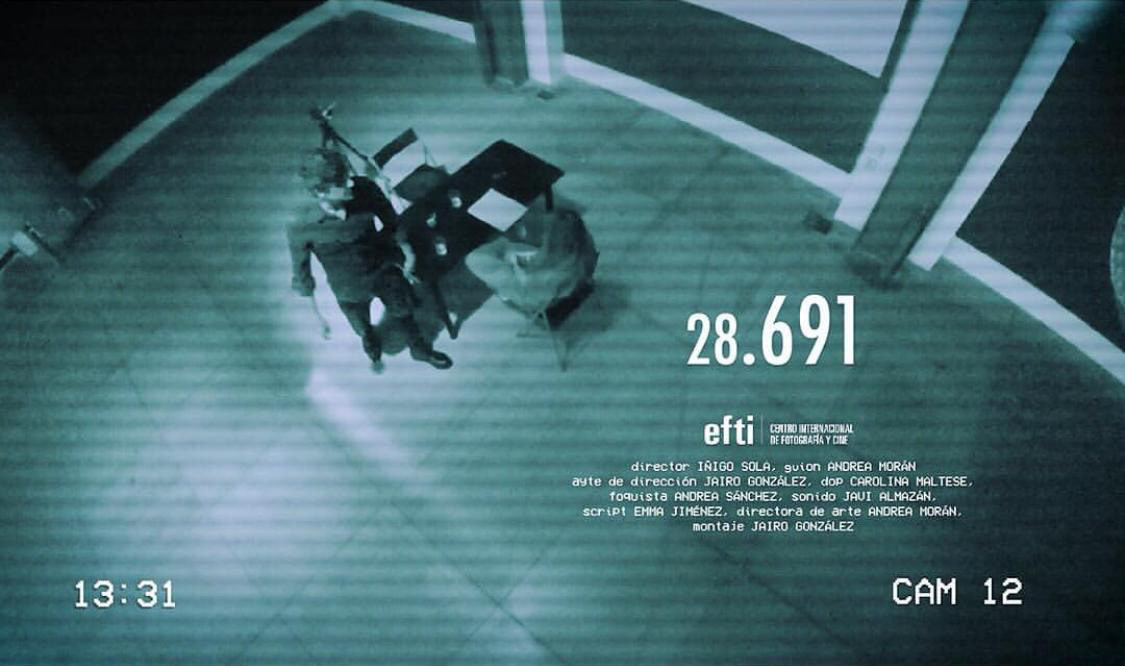 28.691
efti CENTRO INTERNACIONAL
DE FOTOGRAFÍA Y CINE
director IÑIGO SOLA, guion ANDREA MORÁN
ayte de dirección JAIRO GONZÁLEZ, dop CAROLINA MALTESE,
foquista ANDREA SÁNCHEZ, sonido JAVI ALMAZÁN,
script EMMA JIMÉNEZ, directora de arte ANDREA MORÁN,
montaje JAIRO GONZÁLEZ
13:31
CAM 12